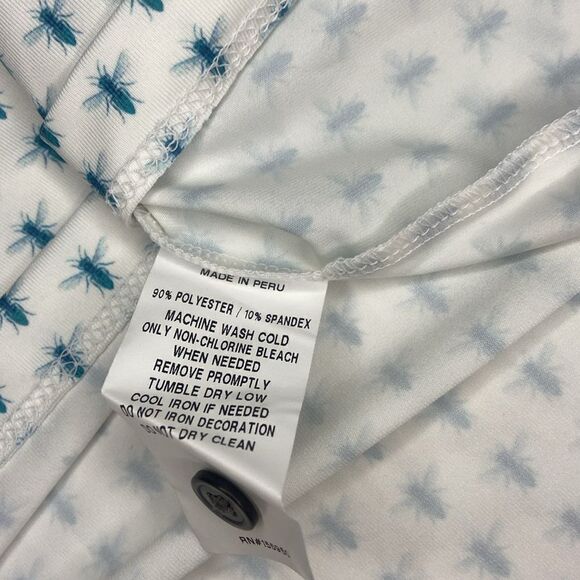 MADE IN PERU
90% POLYESTER / 10% SPANDEX
MACHINE WASH COLD
ONLY NON-CHLORINE BLEACH
WHEN NEEDED
REMOVE PROMPTLY
TUMBLE DRY LOW
COOL IRON IF NEEDED
DO NOT IRON DECORATION
DO NOT DRY CLEAN